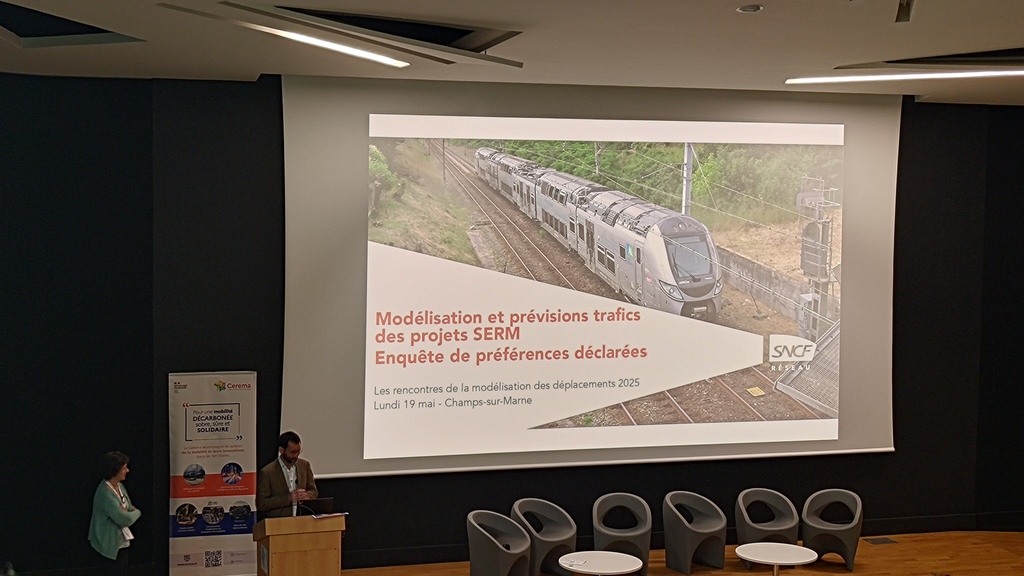 Modélisation et prévisions trafics
des projets SERM
Enquête de préférences déclarées
SNCF
RÉSEAU
Les rencontres de la modélisation des déplacements 2025
Lundi 19 mai - Champs-sur-Marne
Cerema
Pour une mobilité
DÉCARBONÉE
sobre, sûre et
SOLIDAIRE